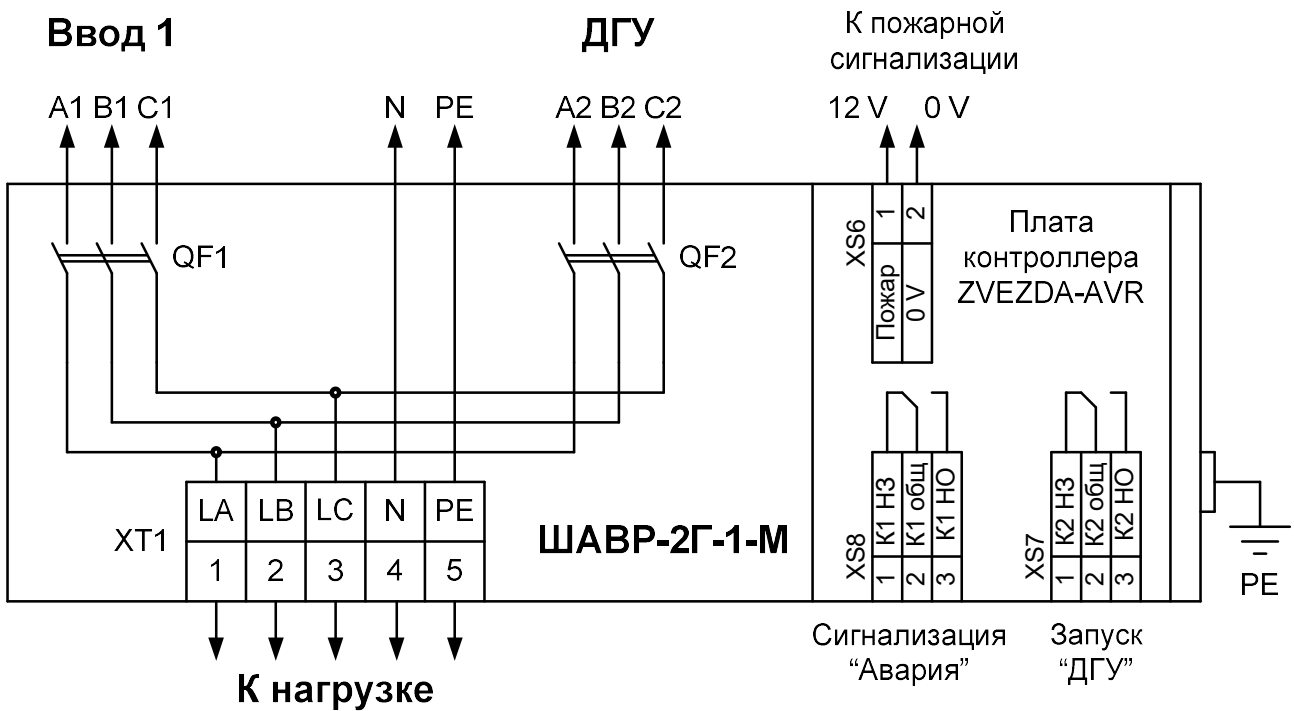 Ввод 1
ДГУ
К пожарной
сигнализации
A1 B1 C1
N
PE
A2 B2 C2
12 V
0 V
QF1
QF2
XS6
1
2
Пожар
0 V
Плата
контроллера
ZVEZDA-AVR
XT1
LA
LB
LC
N
PE
1
2
3
4
5
ШАВР-2Г-1-М
XS8
К1 НЗ
К1 общ
К1 НО
1
2
3
XS7
К2 НЗ
К2 общ
К2 НО
1
2
3
PE
К нагрузке
Сигнализация
“Авария”
Запуск
“ДГУ”